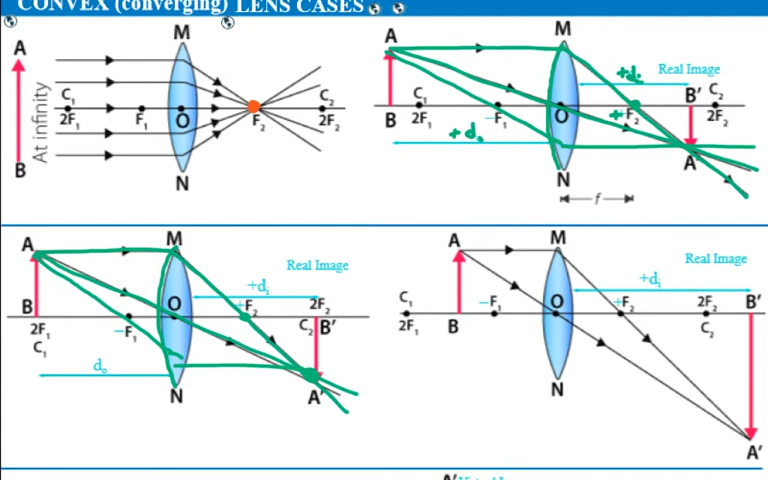 CONVEX (converging) LENS CASES
A
At infinity
B
M
C₁
2F₁
F₁
O
F₂
C₂
2F₂
N
A
M
+dᵢ
Real Image
C₁
B
2F₁
−F₁
O
+F₂
B′
C₂
2F₂
+dₒ
A
N
f
A
M
Real Image
+dᵢ
B
2F₁
C₁
−F₁
O
+F₂
2F₂
C₂
B′
dₒ
N
A′
A
M
Real Image
+dᵢ
C₁
2F₁
B
−F₁
O
+F₂
2F₂
C₂
B′
N
A′
A′